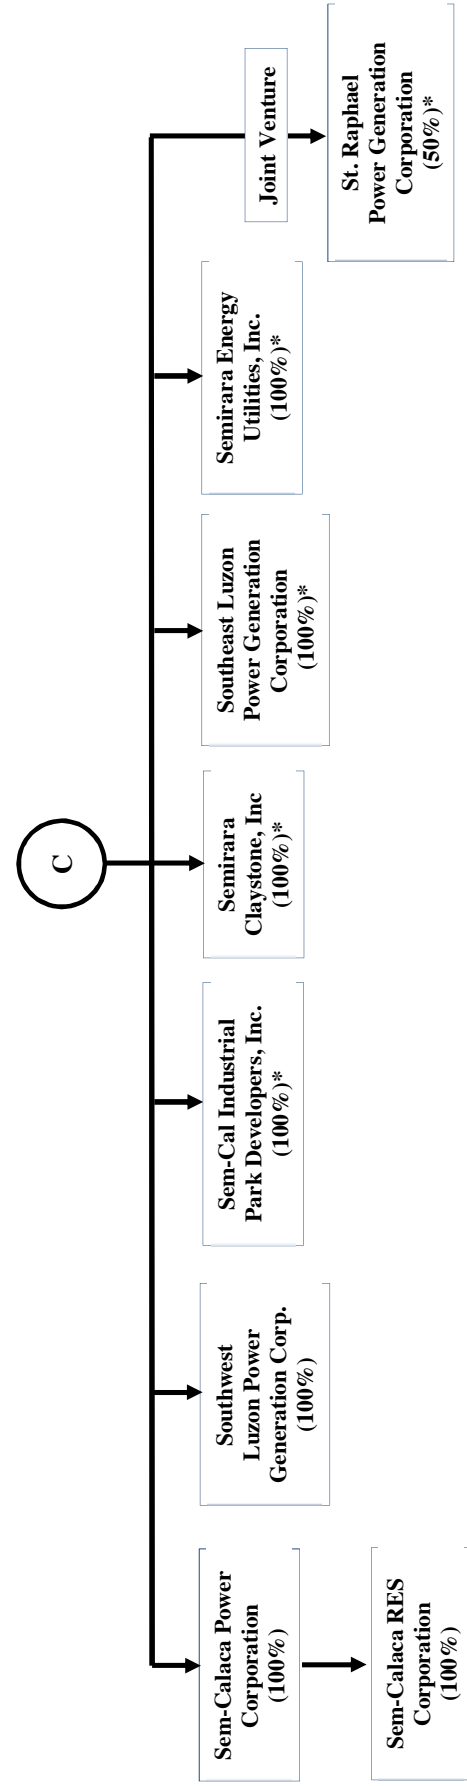 C
Sem-Calaca Power
Corporation
(100%)
Sem-Calaca RES
Corporation
(100%)
Southwest
Luzon Power
Generation Corp.
(100%)
Sem-Cal Industrial
Park Developers, Inc.
(100%)*
Semirara
Claystone, Inc
(100%)*
Southeast Luzon
Power Generation
Corporation
(100%)*
Semirara Energy
Utilities, Inc.
(100%)*
Joint Venture
St. Raphael
Power Generation
Corporation
(50%)*